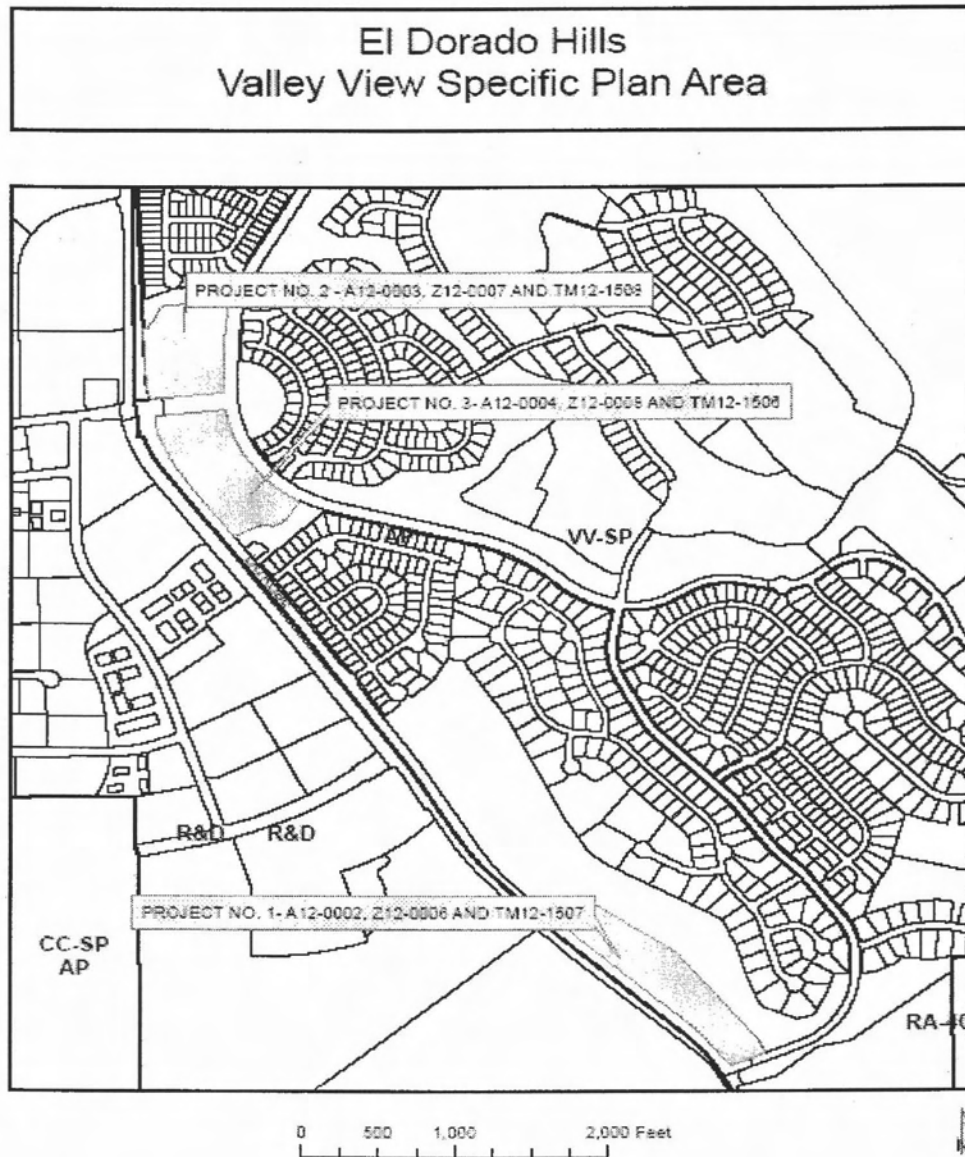 El Dorado Hills
Valley View Specific Plan Area
PROJECT NO. 2 - A12-0003, Z12-0007 AND TM12-1508
PROJECT NO. 3- A12-0004, Z12-0008 AND TM12-1506
VV-SP
R&D
R&D
PROJECT NO. 1- A12-0002, Z12-0006 AND TM12-1507
CC-SP
AP
RA-40
0 500 1,000 2,000 Feet